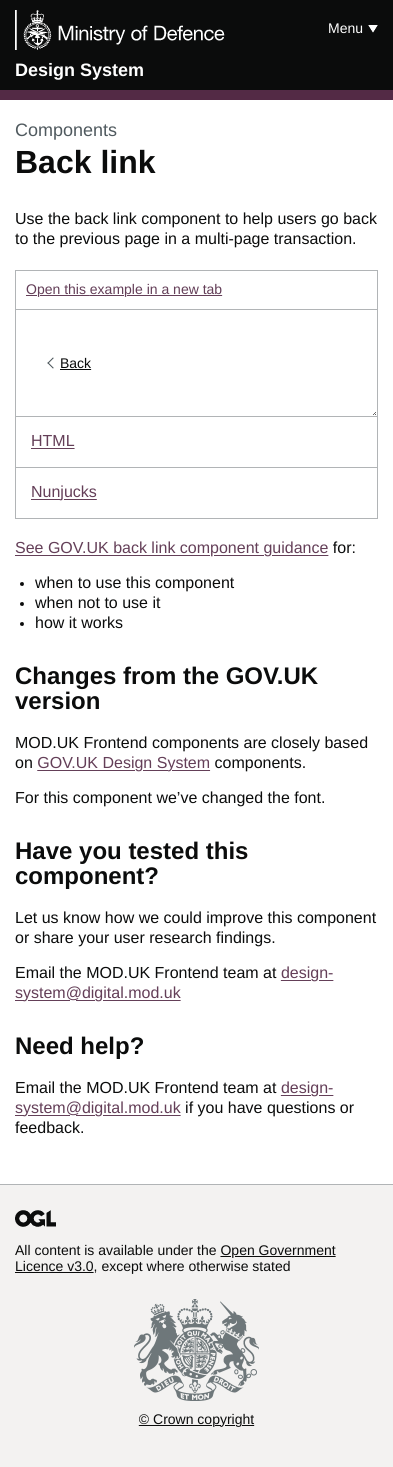 Ministry of Defence
Menu
Design System
Components
Back link
Use the back link component to help users go back
to the previous page in a multi-page transaction.
Open this example in a new tab
Back
HTML
Nunjucks
See GOV.UK back link component guidance for:
when to use this component
when not to use it
how it works
Changes from the GOV.UK
version
MOD.UK Frontend components are closely based
on GOV.UK Design System components.
For this component we’ve changed the font.
Have you tested this
component?
Let us know how we could improve this component
or share your user research findings.
Email the MOD.UK Frontend team at design-
system@digital.mod.uk
Need help?
Email the MOD.UK Frontend team at design-
system@digital.mod.uk if you have questions or
feedback.
OGL
All content is available under the Open Government
Licence v3.0, except where otherwise stated
DIEU ET MON DROIT
© Crown copyright